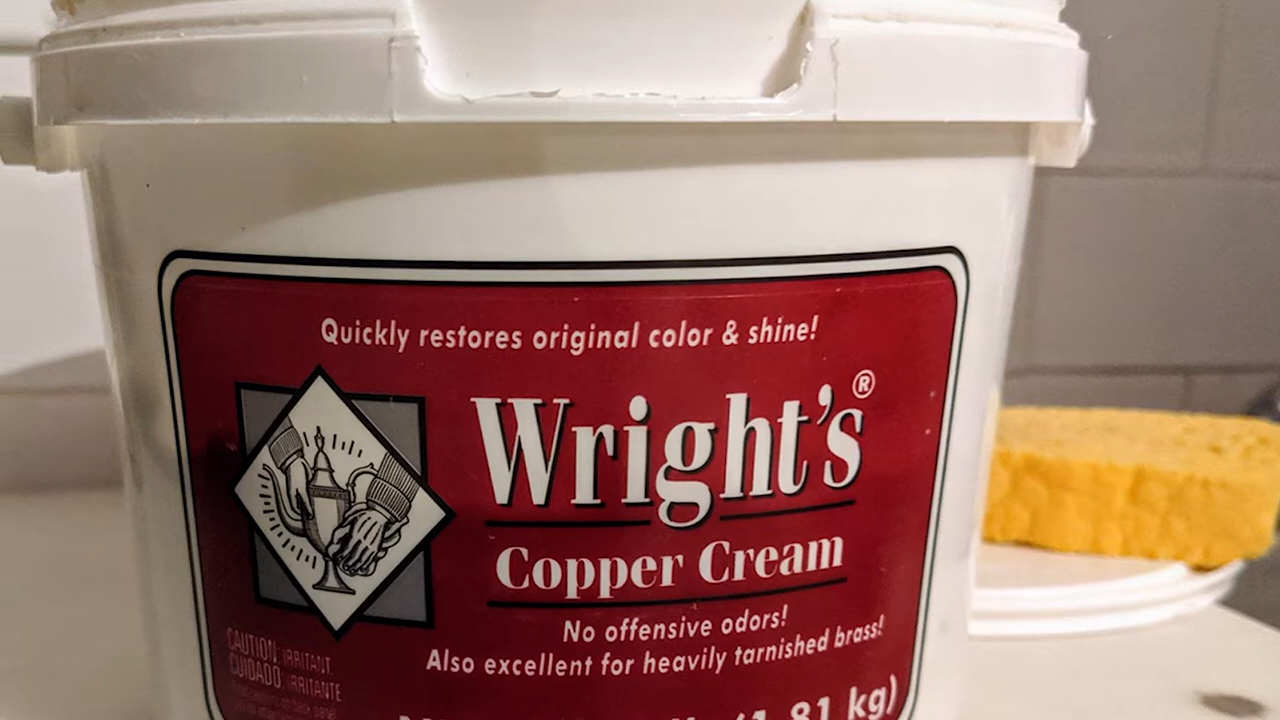 Quickly restores original color & shine!
Wright's®
Copper Cream
No offensive odors!
Also excellent for heavily tarnished brass!
CAUTION: IRRITANT.
CUIDADO: IRRITANTE
(1.81 kg)